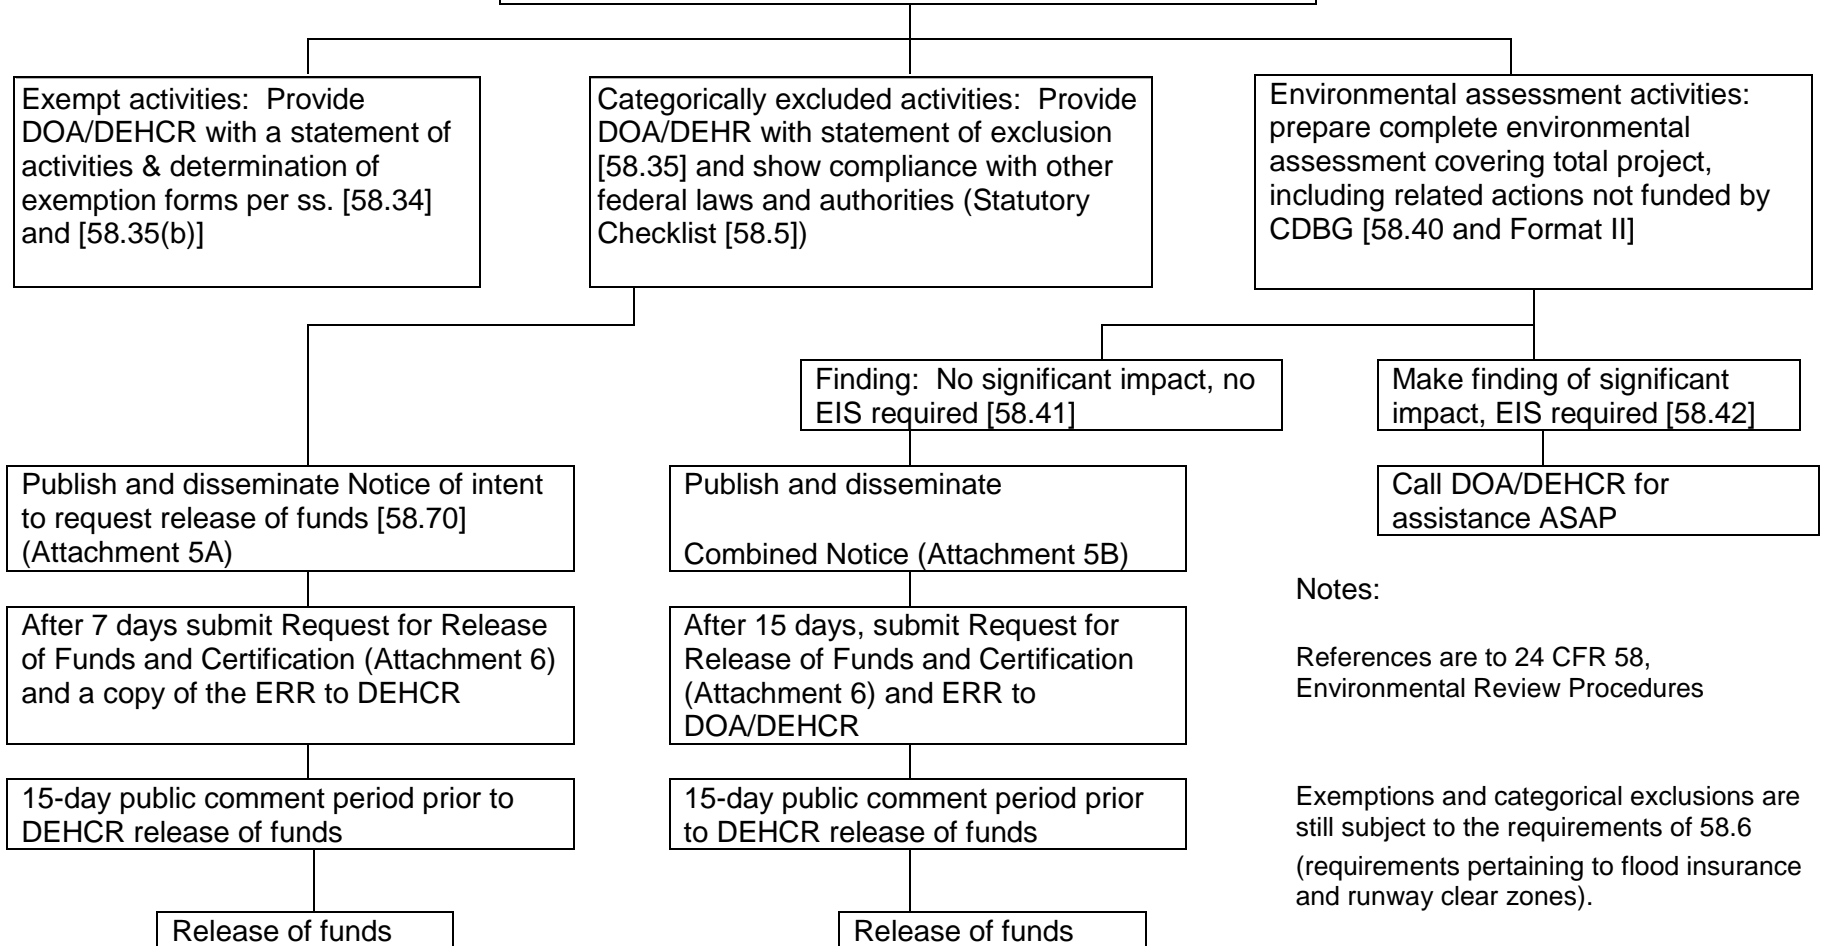 Exempt activities:  Provide
DOA/DEHCR with a statement of
activities & determination of
exemption forms per ss. [58.34]
and [58.35(b)]
Categorically excluded activities:  Provide
DOA/DEHR with statement of exclusion
[58.35] and show compliance with other
federal laws and authorities (Statutory
Checklist [58.5])
Environmental assessment activities:
prepare complete environmental
assessment covering total project,
including related actions not funded by
CDBG [58.40 and Format II]
Finding:  No significant impact, no
EIS required [58.41]
Make finding of significant
impact, EIS required [58.42]
Publish and disseminate Notice of intent
to request release of funds [58.70]
(Attachment 5A)
Publish and disseminate
Combined Notice (Attachment 5B)
Call DOA/DEHCR for
assistance ASAP
After 7 days submit Request for Release
of Funds and Certification (Attachment 6)
and a copy of the ERR to DEHCR
After 15 days, submit Request for
Release of Funds and Certification
(Attachment 6) and ERR to
DOA/DEHCR
Notes:
References are to 24 CFR 58,
Environmental Review Procedures
15-day public comment period prior to
DEHCR release of funds
15-day public comment period prior
to DEHCR release of funds
Exemptions and categorical exclusions are
still subject to the requirements of 58.6
(requirements pertaining to flood insurance
and runway clear zones).
Release of funds
Release of funds